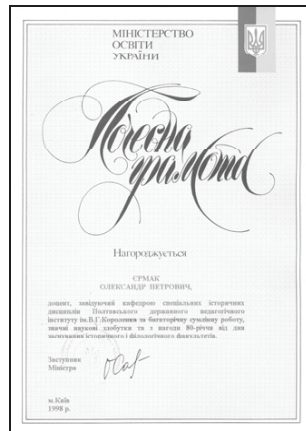 МІНІСТЕРСТВО
ОСВІТИ
УКРАЇНИ
Почесна
грамота
Нагороджується
ЄРМАК
ОЛЕКСАНДР ПЕТРОВИЧ,
доцент, завідуючий кафедрою спеціальних історичних
дисциплін Полтавського державного педагогічного
інституту ім.В.Г.Короленка за багаторічну сумлінну роботу,
значні наукові здобутки та з нагоди 80-річчя від дня
заснування історичного і філологічного факультетів.
Заступник
Міністра
м.Київ
1998 р.